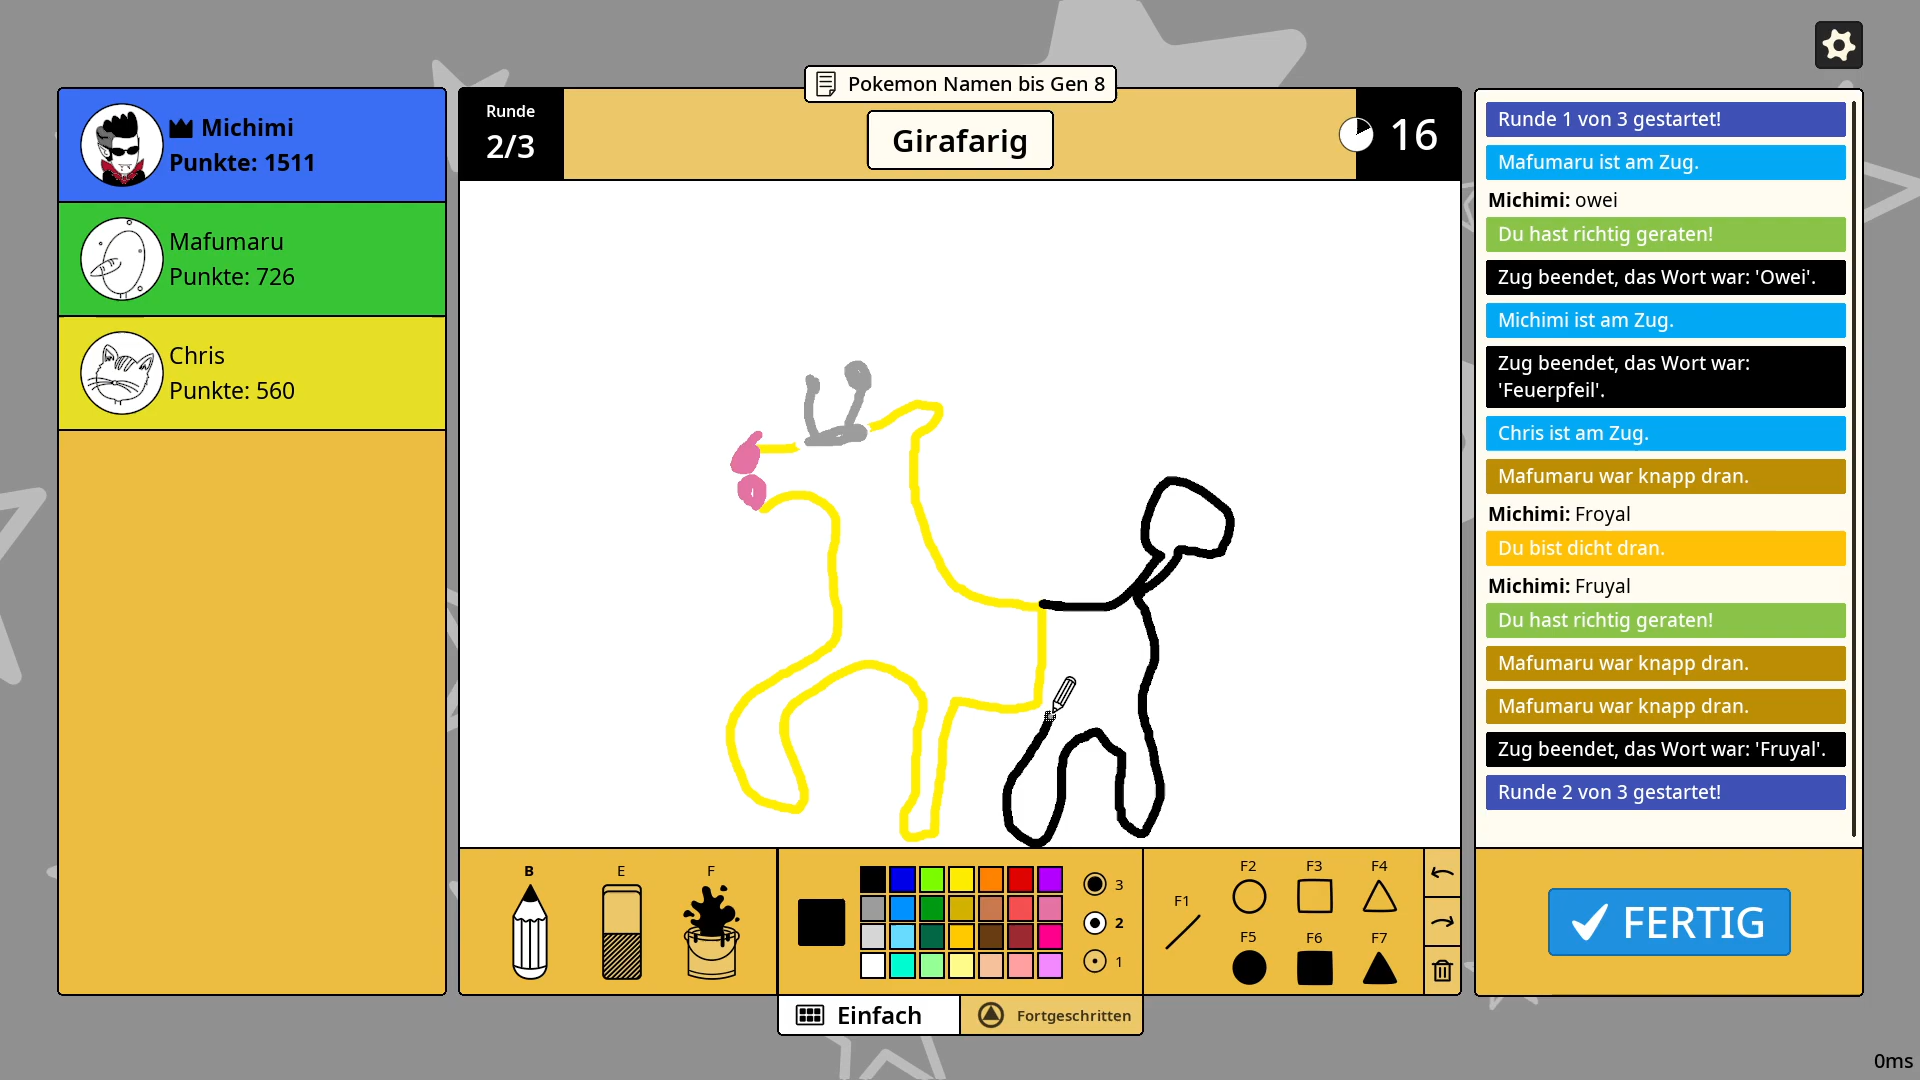 Pokemon Namen bis Gen 8
Runde
2/3
Girafarig
16
Michimi
Punkte: 1511
Mafumaru
Punkte: 726
Chris
Punkte: 560
Runde 1 von 3 gestartet!
Mafumaru ist am Zug.
Michimi: owei
Du hast richtig geraten!
Zug beendet, das Wort war: 'Owei'.
Michimi ist am Zug.
Zug beendet, das Wort war:
'Feuerpfeil'.
Chris ist am Zug.
Mafumaru war knapp dran.
Michimi: Froyal
Du bist dicht dran.
Michimi: Fruyal
Du hast richtig geraten!
Mafumaru war knapp dran.
Mafumaru war knapp dran.
Zug beendet, das Wort war: 'Fruyal'.
Runde 2 von 3 gestartet!
B
E
F
3
2
1
F1
F2
F3
F4
F5
F6
F7
FERTIG
Einfach
Fortgeschritten
0ms